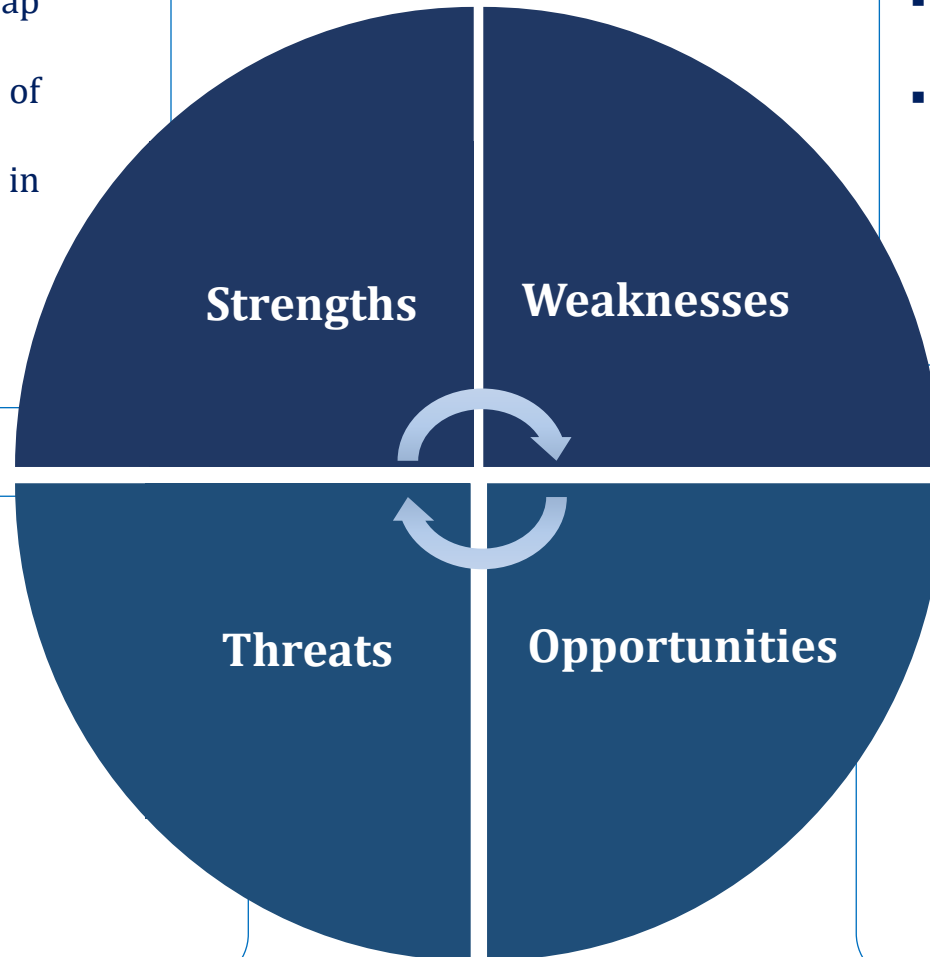 ap
of
in
Strengths
Weaknesses
Threats
Opportunities